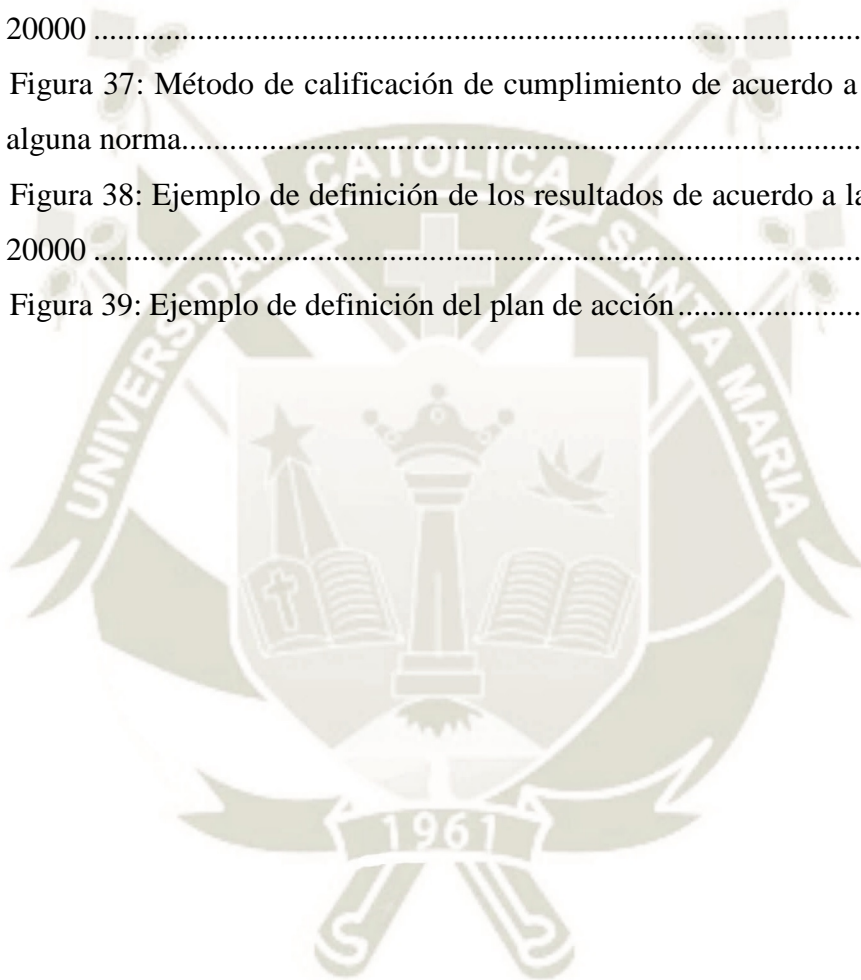 20000 ........................................................................................................
Figura 37: Método de calificación de cumplimiento de acuerdo a
alguna norma...........................................................................................
Figura 38: Ejemplo de definición de los resultados de acuerdo a la
20000 ........................................................................................................
Figura 39: Ejemplo de definición del plan de acción.......................
UNIVERSIDAD CATOLICA SANTA MARIA
1961